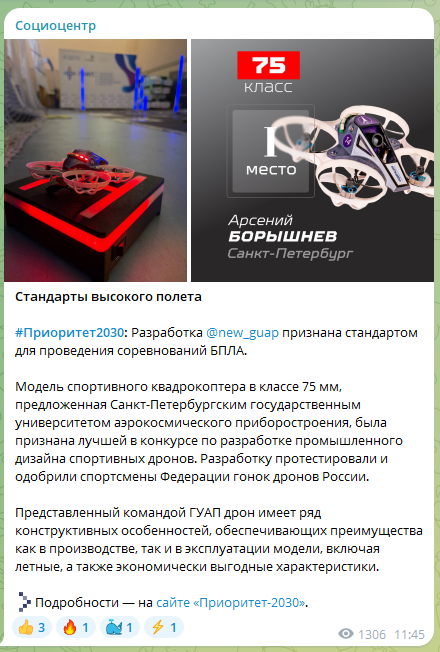 Социоцентр
75
класс
I
место
Арсений
БОРЫШНЕВ
Санкт-Петербург
Стандарты высокого полета
#Приоритет2030: Разработка @new_guap признана стандартом
для проведения соревнований БПЛА.
Модель спортивного квадрокоптера в классе 75 мм,
предложенная Санкт-Петербургским государственным
университетом аэрокосмического приборостроения, была
признана лучшей в конкурсе по разработке промышленного
дизайна спортивных дронов. Разработку протестировали и
одобрили спортсмены Федерации гонок дронов России.
Представленный командой ГУАП дрон имеет ряд
конструктивных особенностей, обеспечивающих преимущества
как в производстве, так и в эксплуатации модели, включая
летные, а также экономически выгодные характеристики.
Подробности — на сайте «Приоритет-2030».
3 1 1 1
1306 11:45